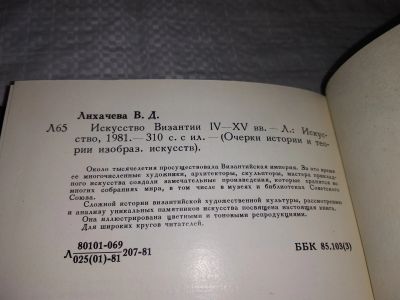 Лихачева В. Д.
Л65 Искусство Византии IV—XV вв. — Л.: Искус-
ство, 1981.— 310 с. с ил.— (Очерки истории и тео-
рии изобраз. искусств).
Около тысячелетия просуществовала Византийская империя. За это время
ее многочисленные художники, архитекторы, скульпторы, мастера приклад-
ного искусства создали замечательные произведения, которые хранятся во
многих собраниях мира, в том числе в музеях и библиотеках Советского
Союза.
Сложной истории византийской художественной культуры, рассмотрению
и анализу уникальных памятников искусства посвящена настоящая книга.
Она иллюстрирована цветными и тоновыми репродукциями.
Для широких кругов читателей.
Л 80101-069 / 025(01)-81 207-81 ББК 85.103(3)